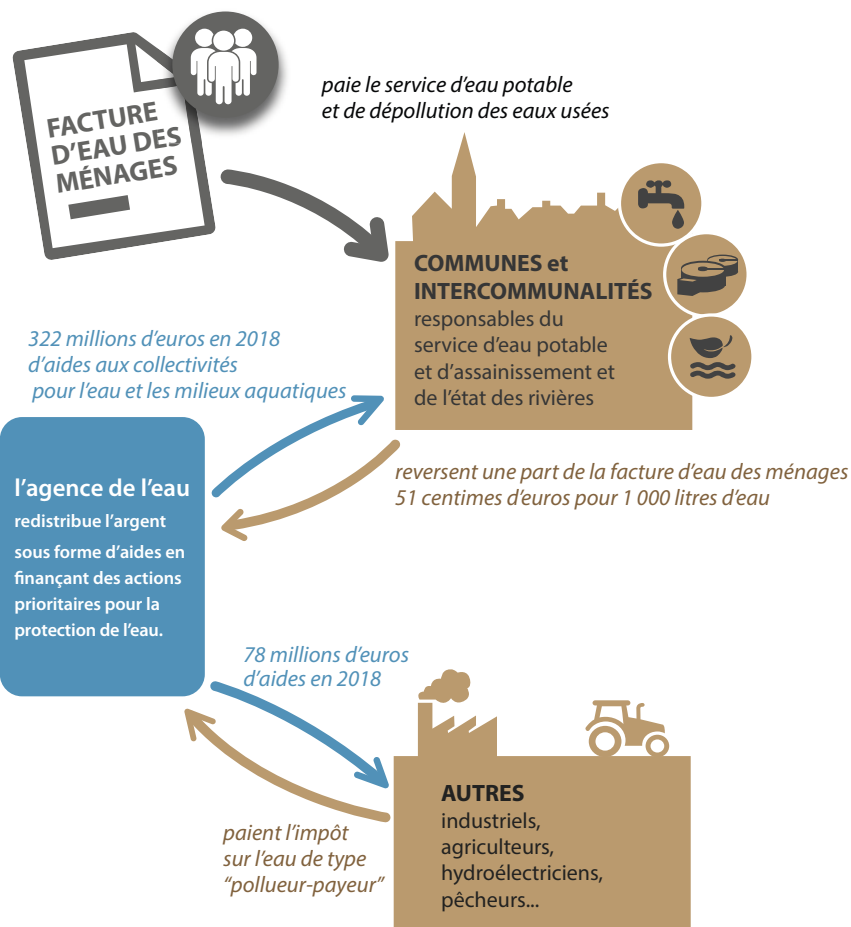 FACTURE
D'EAU DES
MÉNAGES
paie le service d'eau potable
et de dépollution des eaux usées
COMMUNES et
INTERCOMMUNALITÉS
responsables du
service d'eau potable
et d'assainissement et
de l'état des rivières
322 millions d'euros en 2018
d'aides aux collectivités
pour l'eau et les milieux aquatiques
reversent une part de la facture d'eau des ménages
51 centimes d'euros pour 1 000 litres d'eau
l'agence de l'eau
redistribue l'argent
sous forme d'aides en
finançant des actions
prioritaires pour la
protection de l'eau.
78 millions d'euros
d'aides en 2018
paient l'impôt
sur l'eau de type
"pollueur-payeur"
AUTRES
industriels,
agriculteurs,
hydroélectriciens,
pêcheurs...